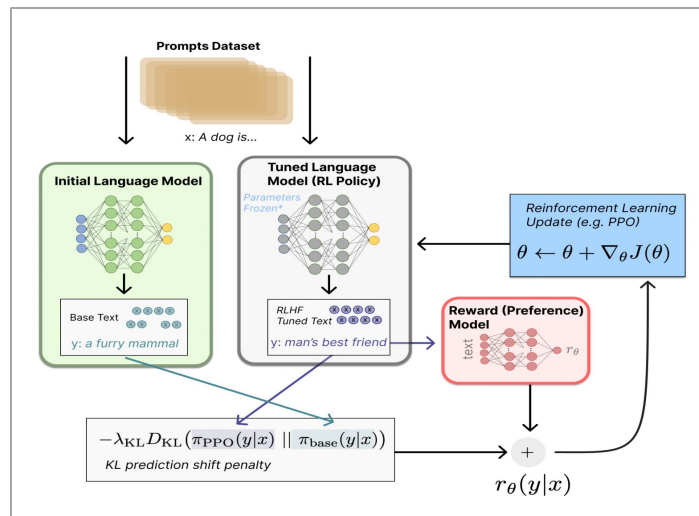 Prompts Dataset
x: A dog is...
Initial Language Model
Base Text
y: a furry mammal
Tuned Language
Model (RL Policy)
Parameters
Frozen*
RLHF
Tuned Text
y: man's best friend
Reinforcement Learning
Update (e.g. PPO)
θ ← θ + ∇θJ(θ)
Reward (Preference)
Model
text
rθ
−λKL DKL(πPPO(y|x) || πbase(y|x))
KL prediction shift penalty
+
rθ(y|x)